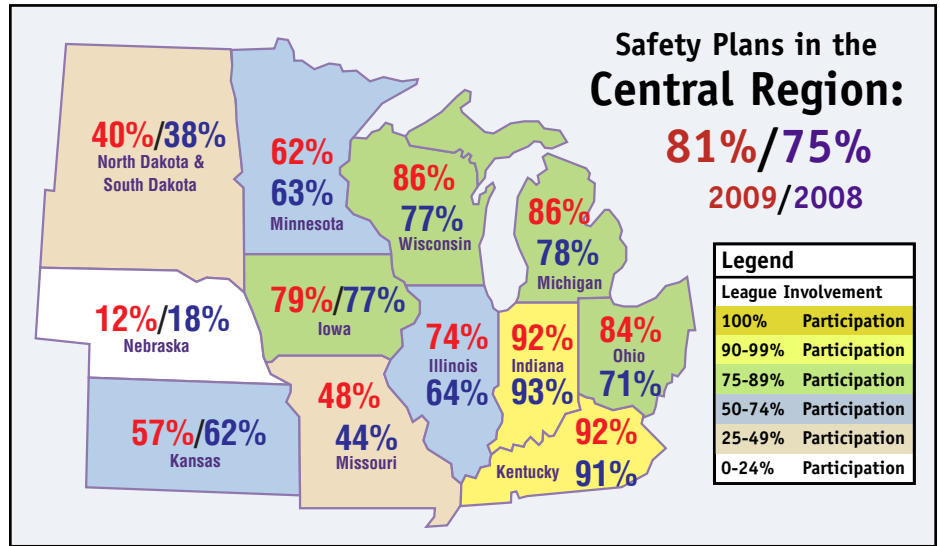 Safety Plans in the
Central Region:
81%/75%
2009/2008
40%/38%
North Dakota &
South Dakota
62%
63%
Minnesota
86%
77%
Wisconsin
86%
78%
Michigan
12%/18%
Nebraska
79%/77%
Iowa
74%
Illinois
64%
92%
Indiana
93%
84%
Ohio
71%
57%/62%
Kansas
48%
44%
Missouri
92%
Kentucky 91%
Legend
League Involvement
100% Participation
90-99% Participation
75-89% Participation
50-74% Participation
25-49% Participation
0-24% Participation